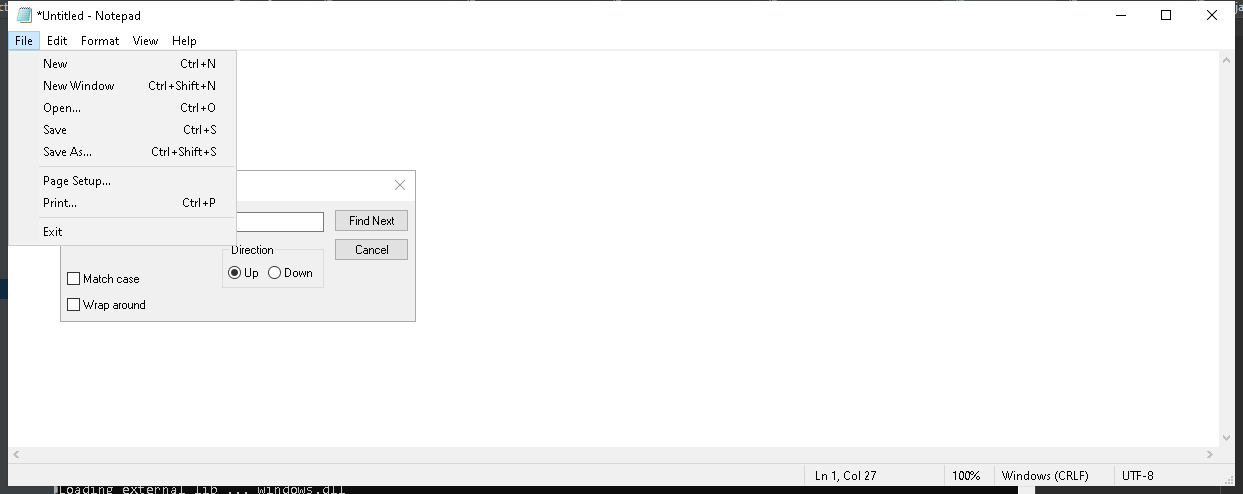 *Untitled - Notepad
File Edit Format View Help
New Ctrl+N
New Window Ctrl+Shift+N
Open... Ctrl+O
Save Ctrl+S
Save As... Ctrl+Shift+S
Page Setup...
Print... Ctrl+P
Exit
Find Next
Cancel
Direction
Up Down
Match case
Wrap around
Ln 1, Col 27 100% Windows (CRLF) UTF-8
Loading external lib ... windows.dll